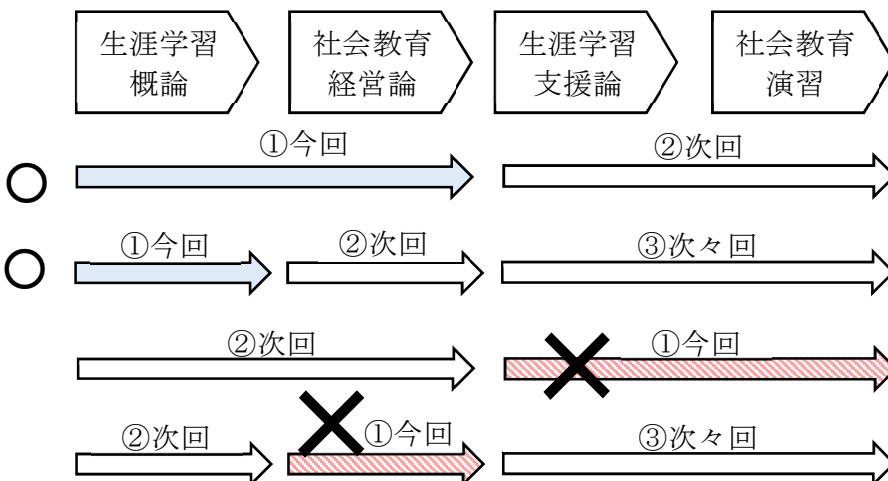 生涯学習
概論
社会教育
経営論
生涯学習
支援論
社会教育
演習
①今回
②次回
①今回
②次回
③次々回
②次回
①今回
②次回
①今回
③次々回